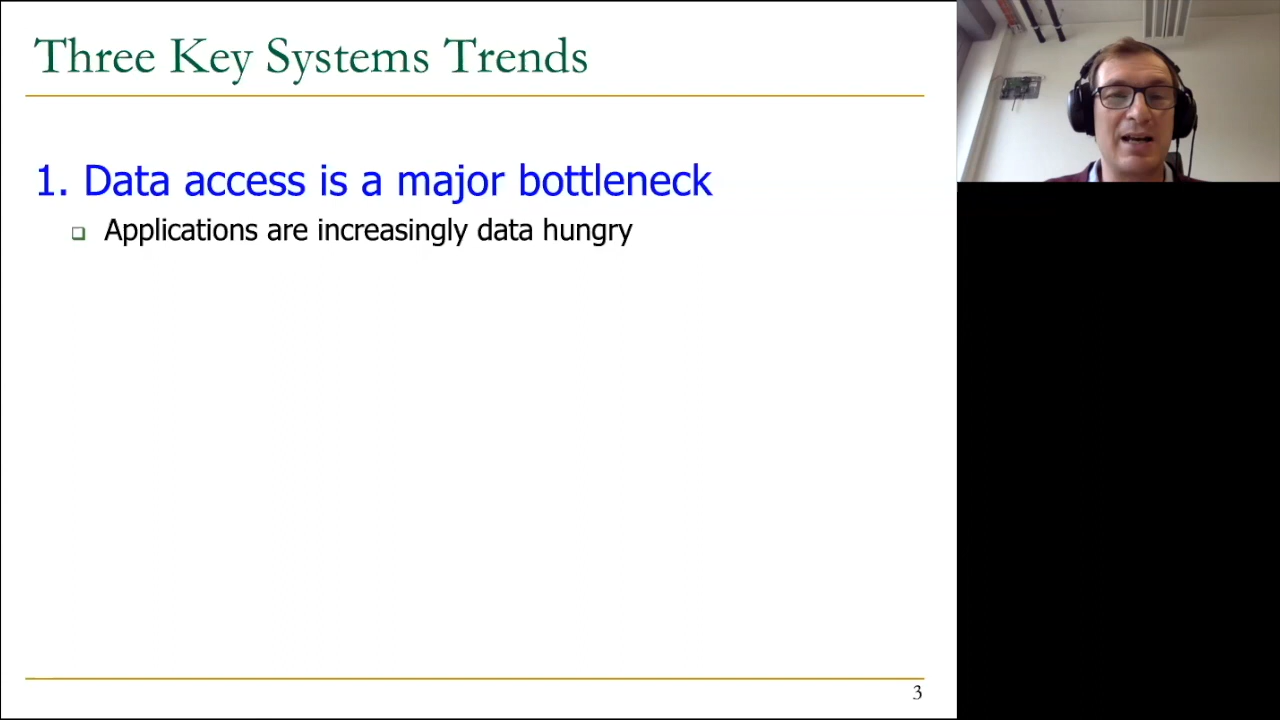 Three Key Systems Trends
1. Data access is a major bottleneck
Applications are increasingly data hungry
3